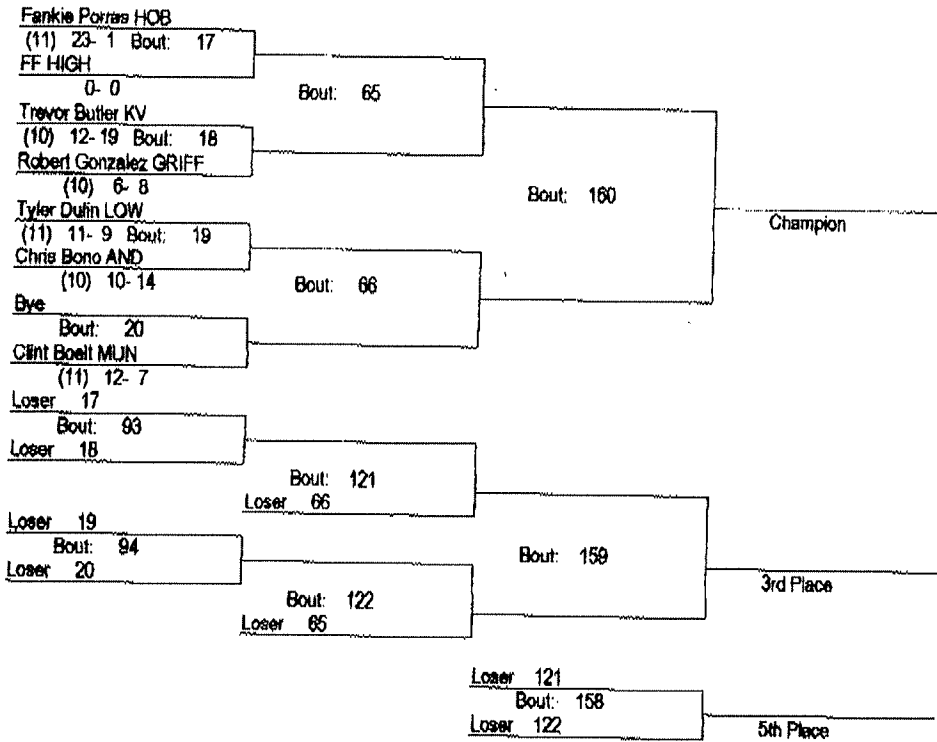 Fankie Porras HOB
(11) 23- 1 Bout: 17
FF HIGH
0- 0
Bout: 65
Trevor Butler KV
(10) 12- 19 Bout: 18
Robert Gonzalez GRIFF
(10) 6- 8
Bout: 160
Champion
Tyler Dufin LOW
(11) 11- 9 Bout: 19
Chris Bono AND
(10) 10- 14
Bout: 66
Bye
Bout: 20
Clint Boelt MUN
(11) 12- 7
Loser 17
Bout: 93
Loser 18
Bout: 121
Loser 66
Loser 19
Bout: 94
Loser 20
Bout: 159
3rd Place
Bout: 122
Loser 65
Loser 121
Bout: 158
Loser 122
5th Place